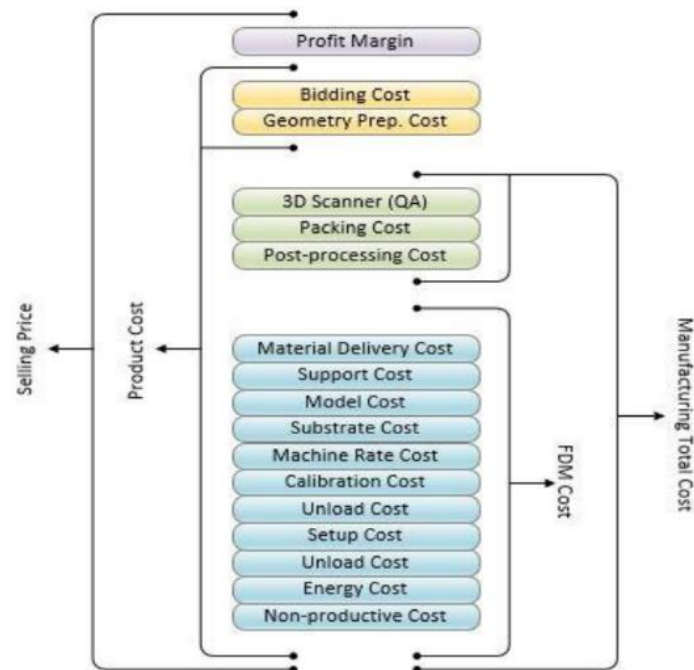 Profit Margin
Bidding Cost
Geometry Prep. Cost
3D Scanner (QA)
Packing Cost
Post-processing Cost
Material Delivery Cost
Support Cost
Model Cost
Substrate Cost
Machine Rate Cost
Calibration Cost
Unload Cost
Setup Cost
Unload Cost
Energy Cost
Non-productive Cost
Selling Price
Product Cost
FDM Cost
Manufacturing Total Cost